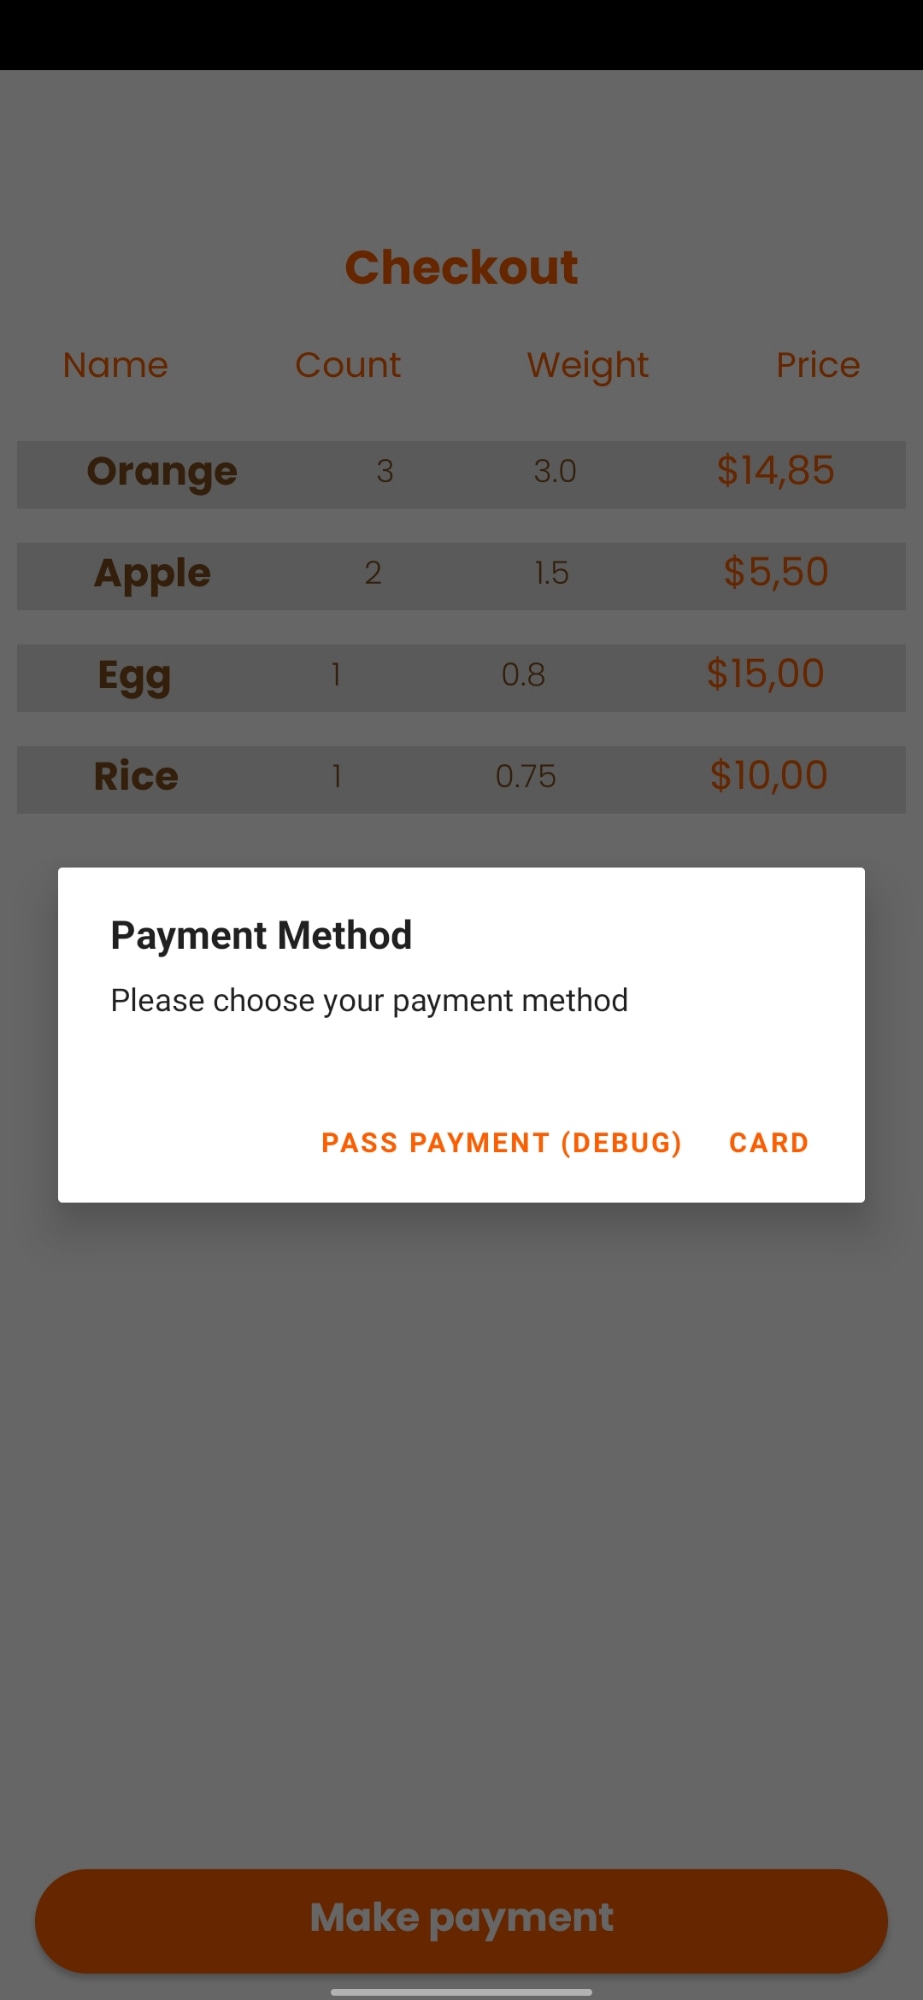 Checkout
Name Count Weight Price
Orange 3 3.0 $14,85
Apple 2 1.5 $5,50
Egg 1 0.8 $15,00
Rice 1 0.75 $10,00
Payment Method
Please choose your payment method
PASS PAYMENT (DEBUG) CARD
Make payment